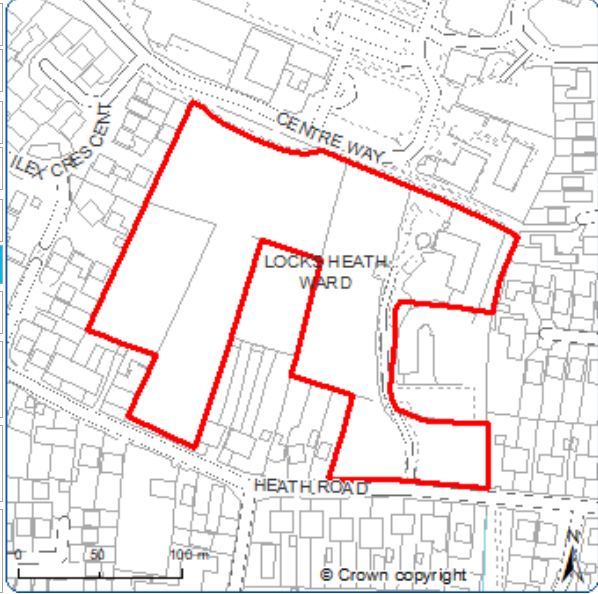 CENTRE WAY
ILEX CRESCENT
LOCKS HEATH
WARD
HEATH ROAD
0 50 100 m
N
© Crown copyright